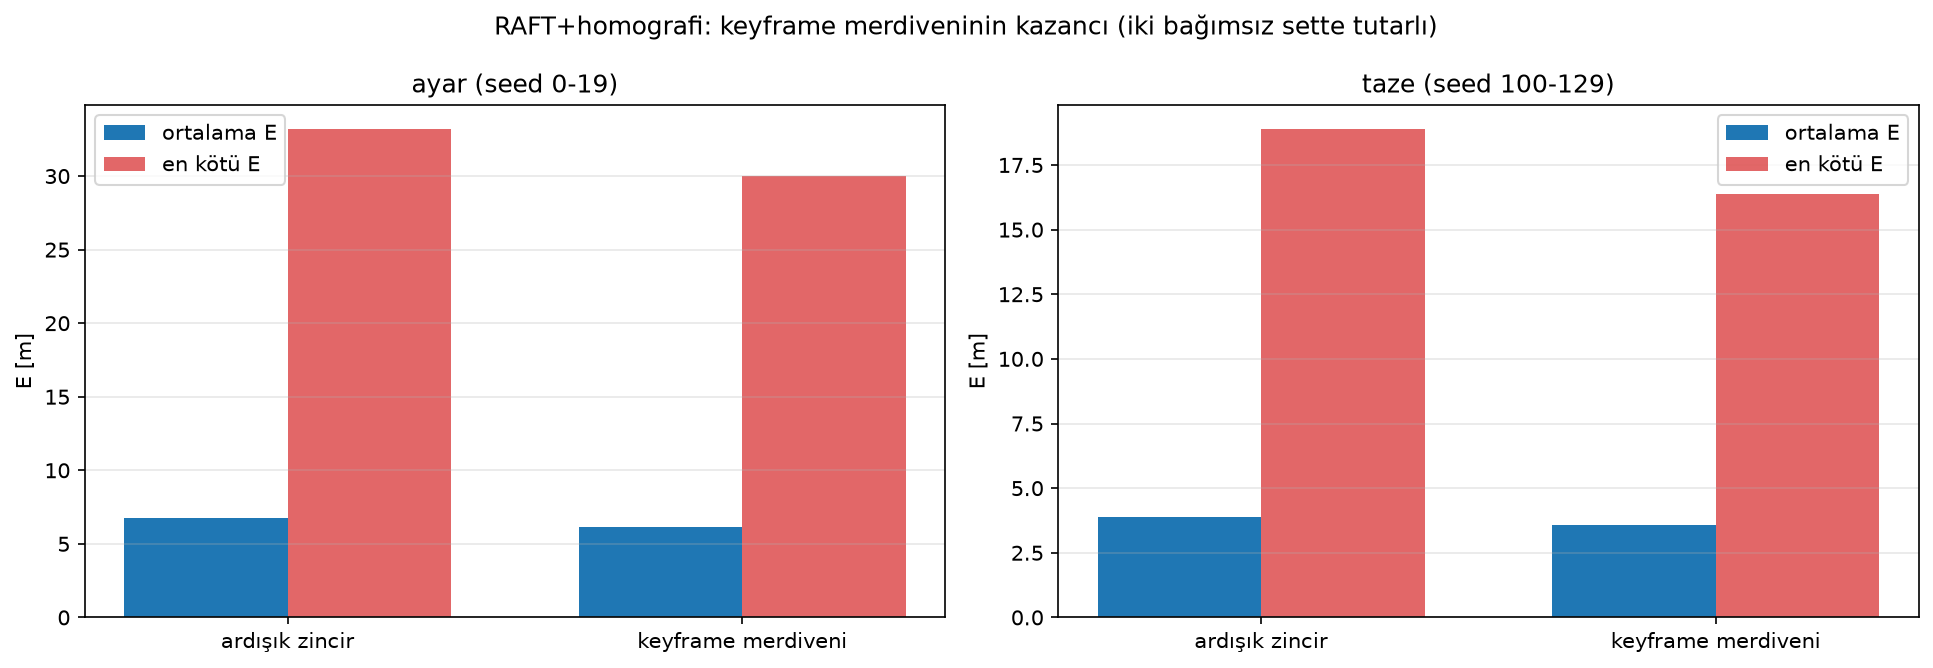 RAFT+homografi: keyframe merdiveninin kazancı (iki bağımsız sette tutarlı)
ayar (seed 0-19)
ortalama E
en kötü E
E [m]
30
25
20
15
10
5
0
ardışık zincir
keyframe merdiveni
taze (seed 100-129)
ortalama E
en kötü E
E [m]
17.5
15.0
12.5
10.0
7.5
5.0
2.5
0.0
ardışık zincir
keyframe merdiveni